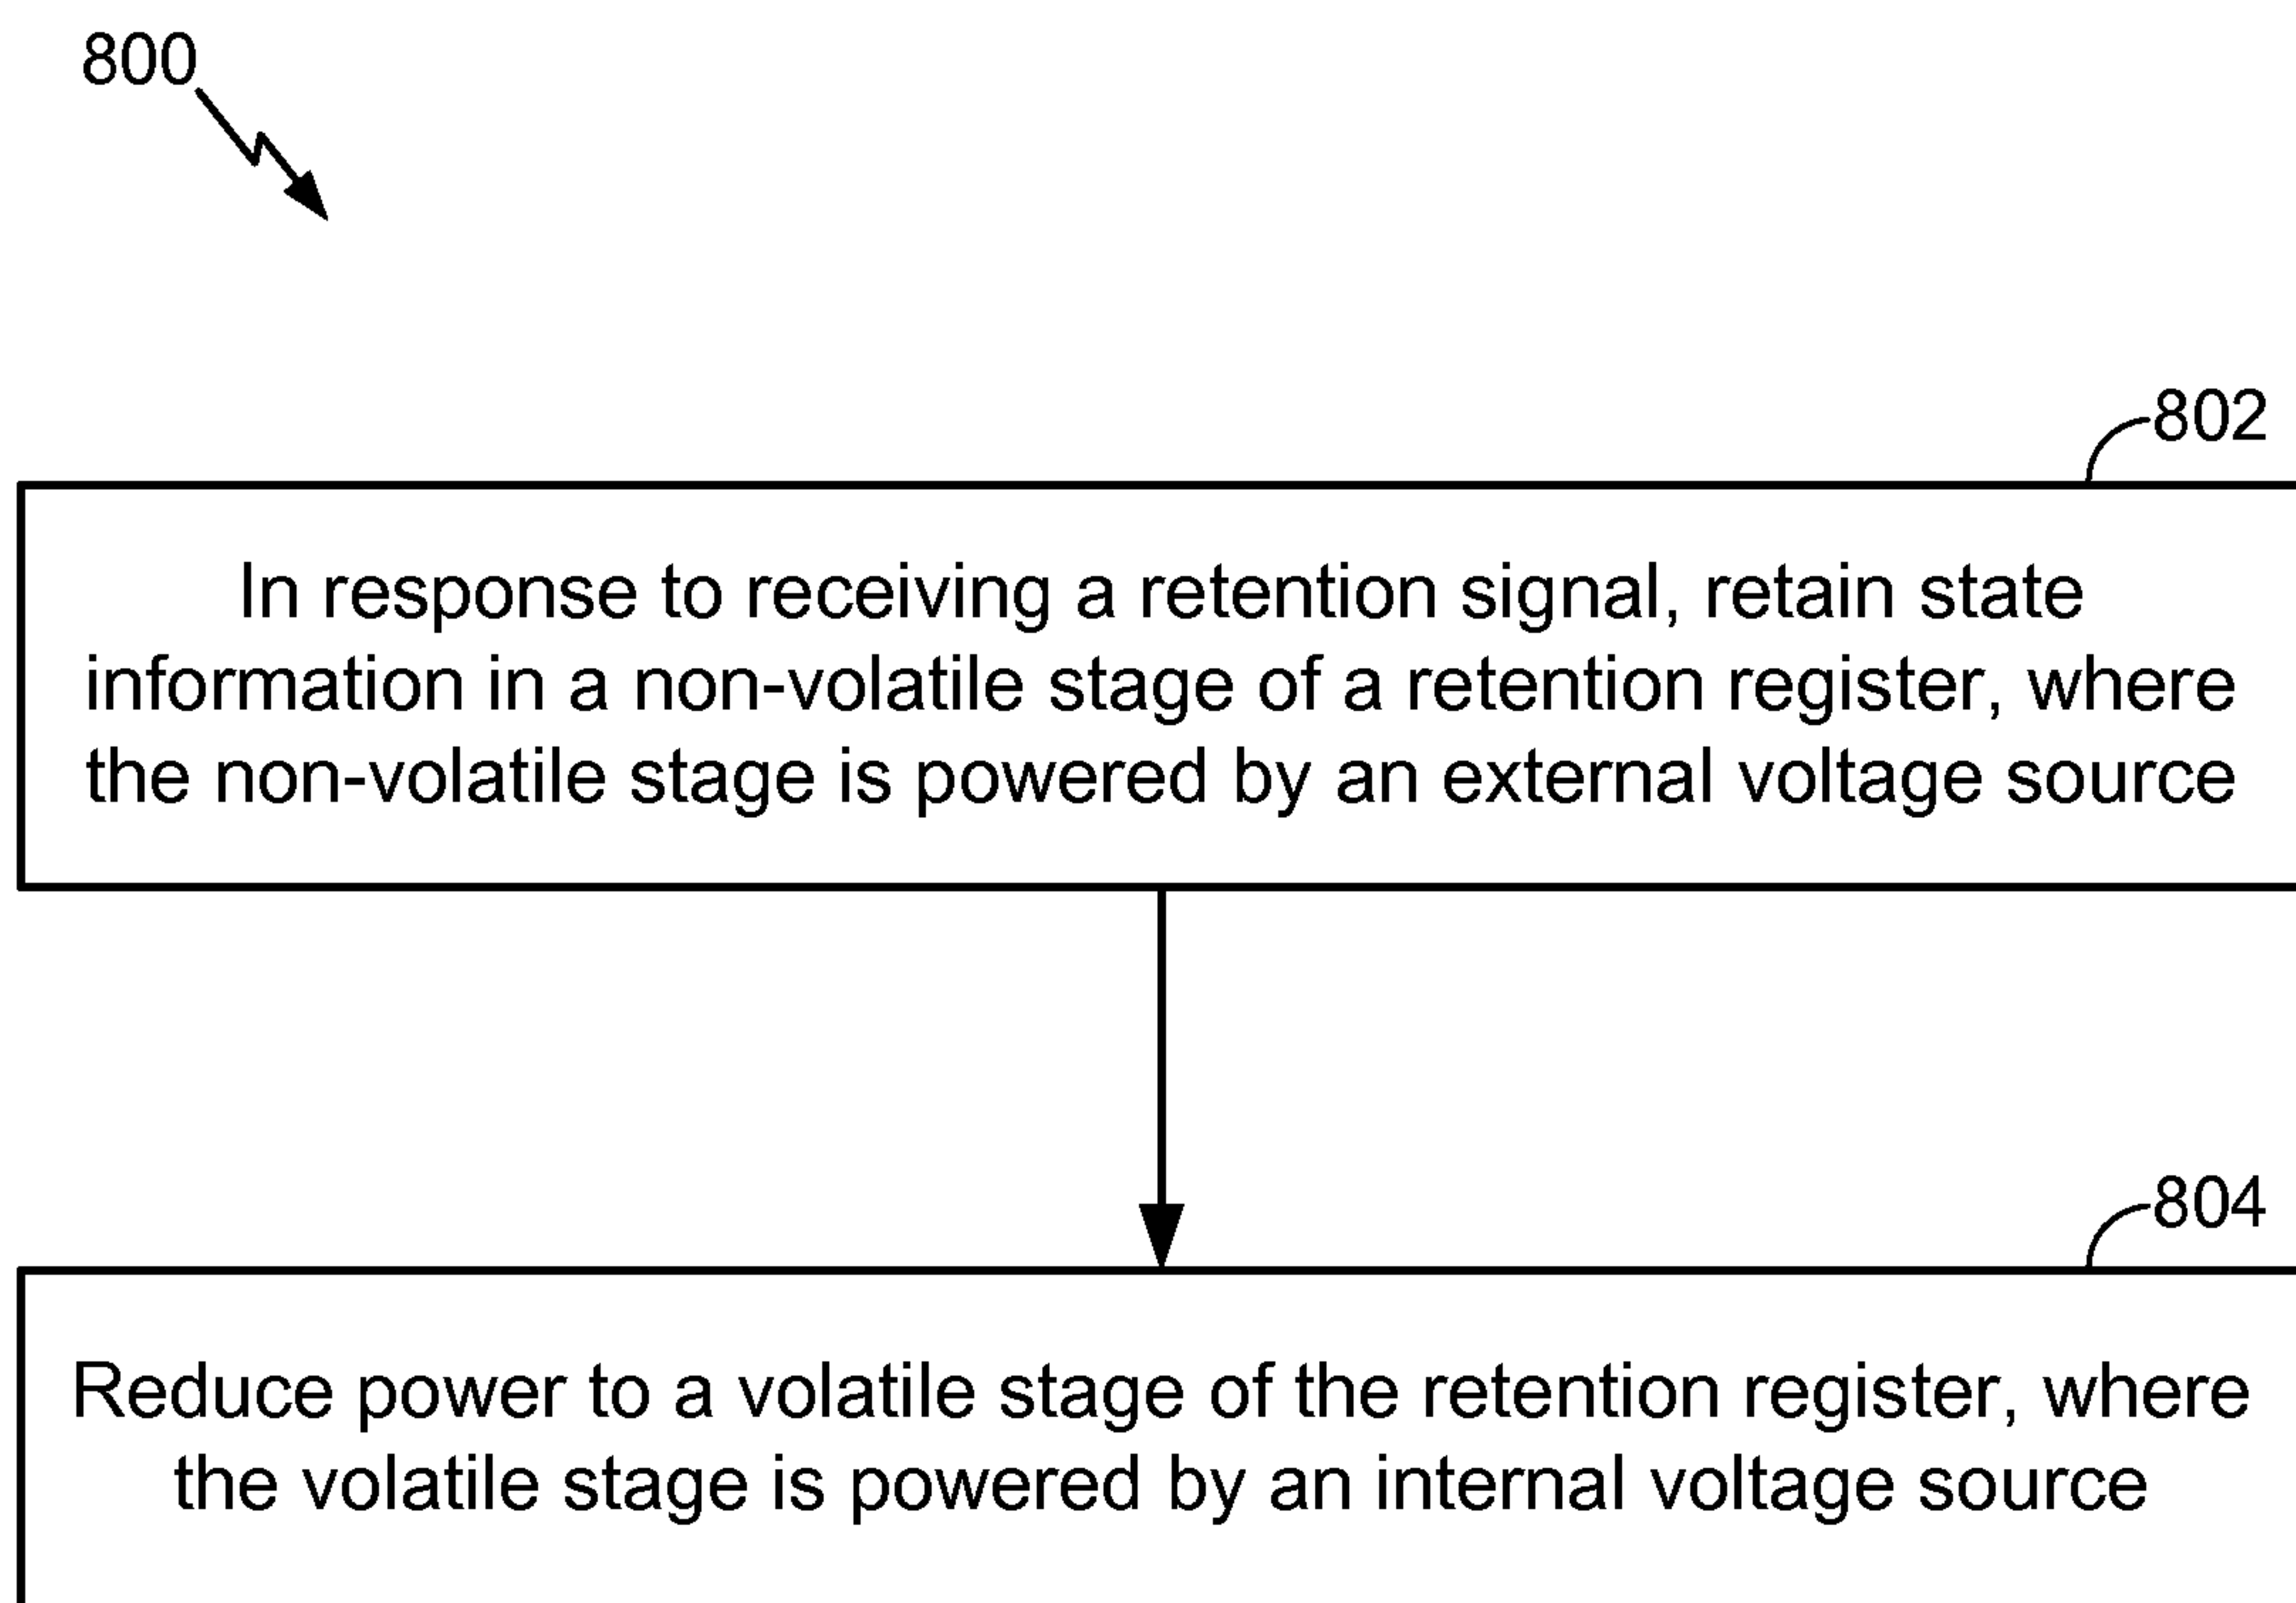 800
802
In response to receiving a retention signal, retain state
information in a non-volatile stage of a retention register, where
the non-volatile stage is powered by an external voltage source
804
Reduce power to a volatile stage of the retention register, where
the volatile stage is powered by an internal voltage source